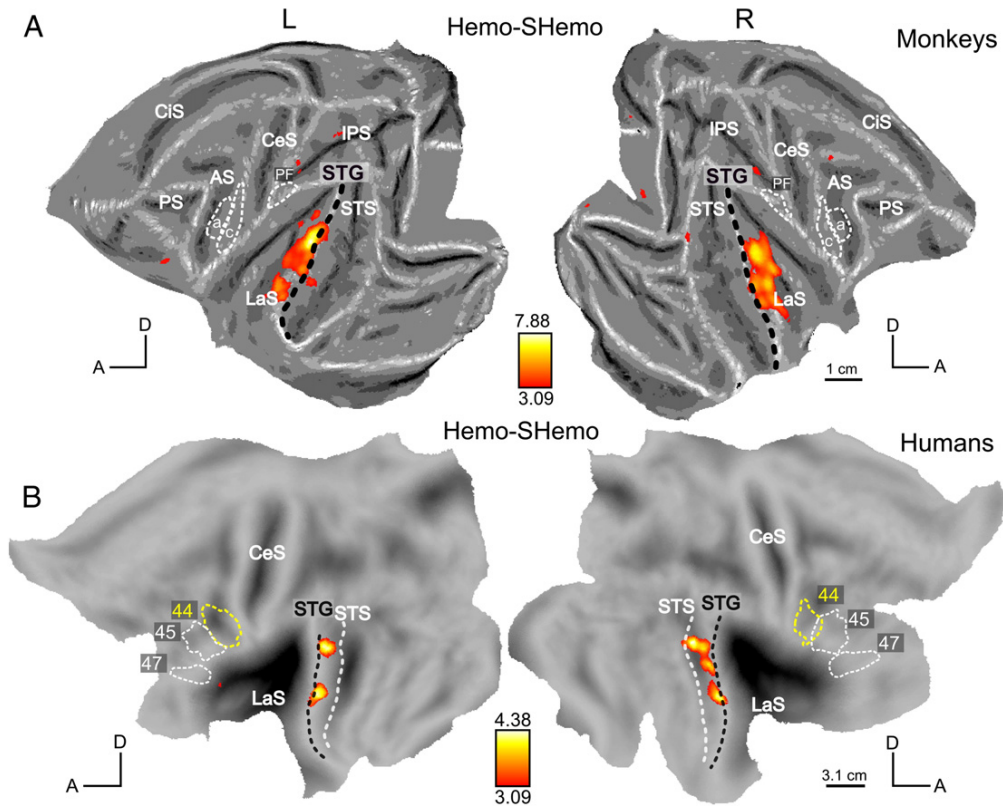 A
L
Hemo-SHemo
R
Monkeys
CiS
CeS
IPS
PF
STG
AS
STS
PS
a
c
LaS
D
A
7.88
3.09
IPS
CiS
CeS
STG
PF
AS
STS
PS
a
c
LaS
D
A
1 cm
Hemo-SHemo
Humans
B
CeS
STG
STS
44
45
47
LaS
D
A
4.38
3.09
CeS
STG
STS
44
45
47
LaS
D
A
3.1 cm